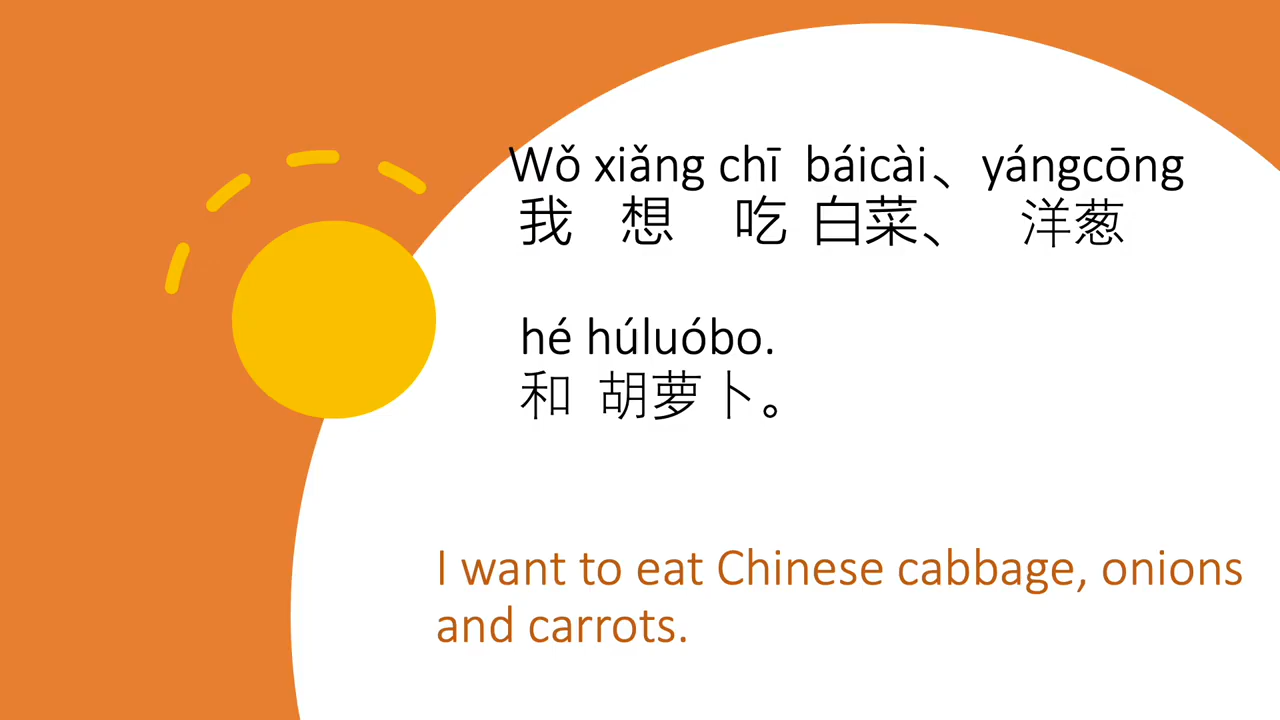 Wǒ xiǎng chī báicài、yángcōng
我 想 吃 白菜、 洋葱
hé húluóbo.
和 胡萝卜。
I want to eat Chinese cabbage, onions
and carrots.